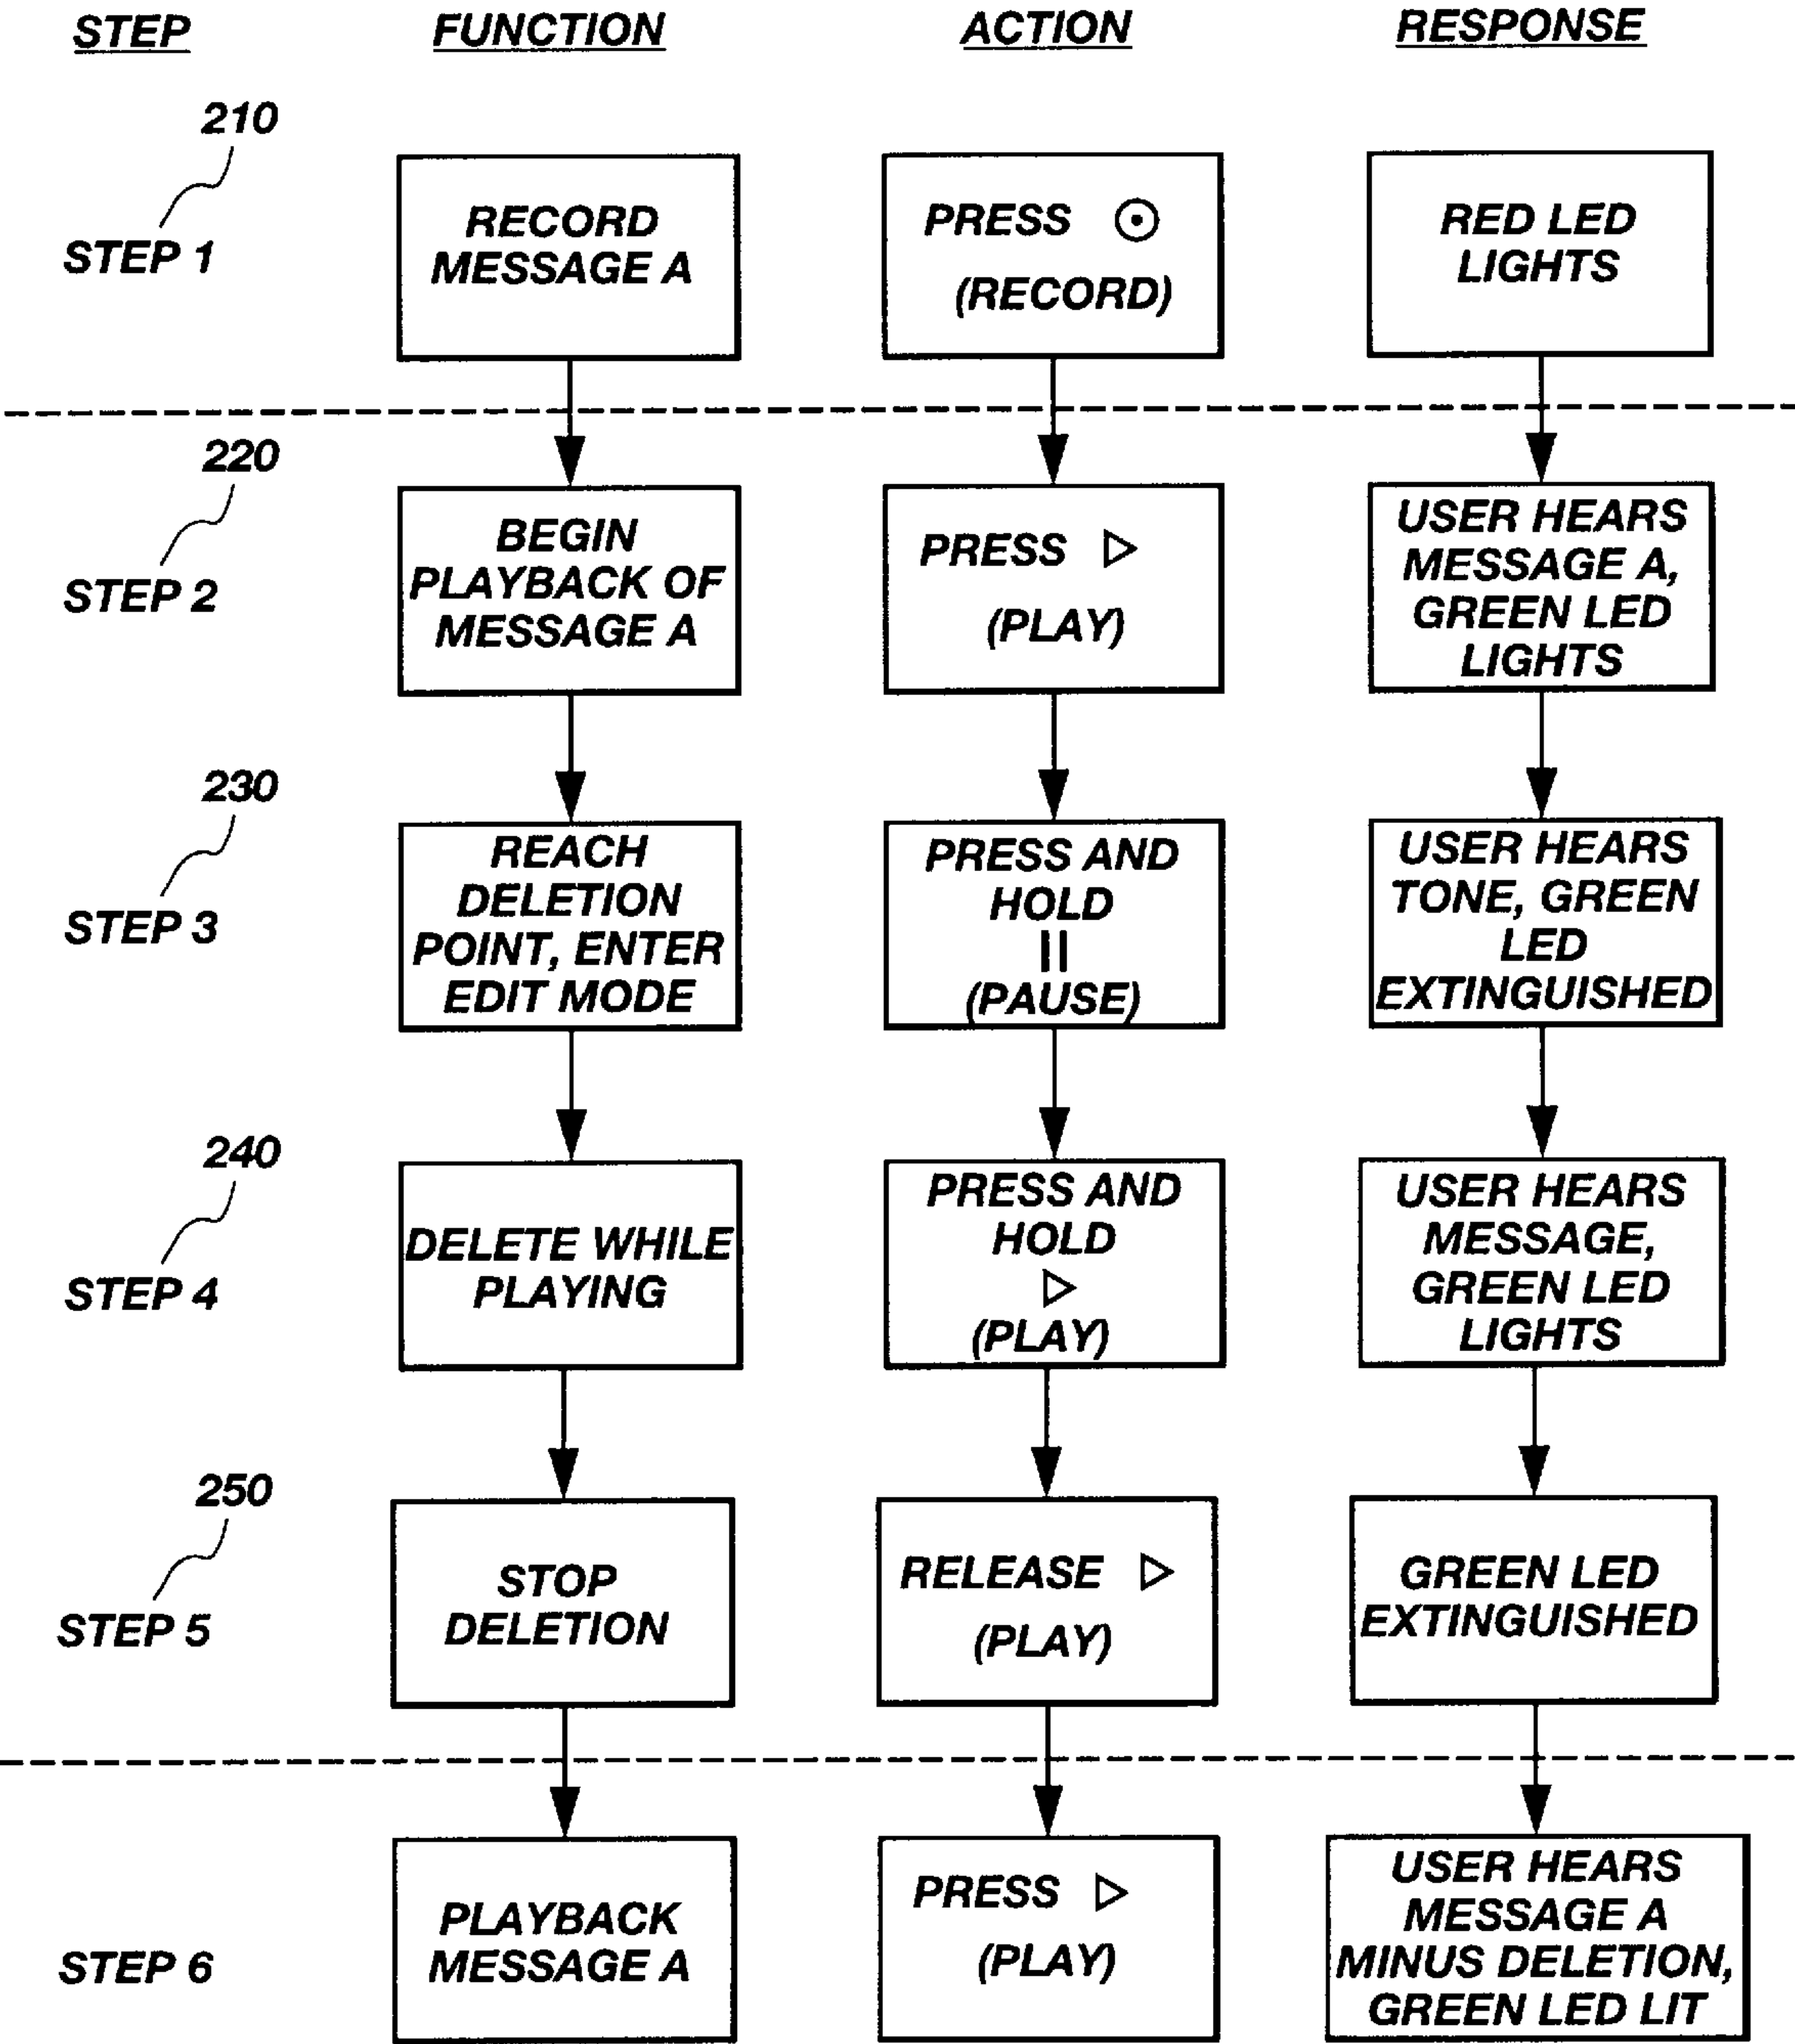 STEP FUNCTION ACTION RESPONSE
210
STEP 1
RECORD
MESSAGE A
PRESS
(RECORD)
RED LED
LIGHTS
220
STEP 2
BEGIN
PLAYBACK OF
MESSAGE A
PRESS
(PLAY)
USER HEARS
MESSAGE A,
GREEN LED
LIGHTS
230
STEP 3
REACH
DELETION
POINT, ENTER
EDIT MODE
PRESS AND
HOLD
(PAUSE)
USER HEARS
TONE, GREEN
LED
EXTINGUISHED
240
STEP 4
DELETE WHILE
PLAYING
PRESS AND
HOLD
(PLAY)
USER HEARS
MESSAGE,
GREEN LED
LIGHTS
250
STEP 5
STOP
DELETION
RELEASE
(PLAY)
GREEN LED
EXTINGUISHED
STEP 6
PLAYBACK
MESSAGE A
PRESS
(PLAY)
USER HEARS
MESSAGE A
MINUS DELETION,
GREEN LED LIT